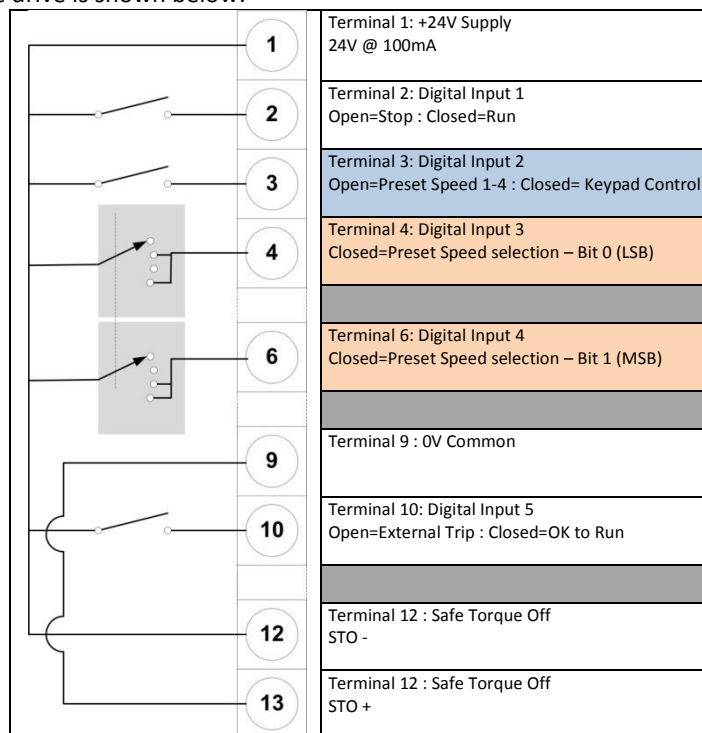 drive is shown below:
1
Terminal 1: +24V Supply
24V @ 100mA
2
Terminal 2: Digital Input 1
Open=Stop : Closed=Run
3
Terminal 3: Digital Input 2
Open=Preset Speed 1-4 : Closed= Keypad Control
4
Terminal 4: Digital Input 3
Closed=Preset Speed selection – Bit 0 (LSB)
6
Terminal 6: Digital Input 4
Closed=Preset Speed selection – Bit 1 (MSB)
9
Terminal 9 : 0V Common
10
Terminal 10: Digital Input 5
Open=External Trip : Closed=OK to Run
12
Terminal 12 : Safe Torque Off
STO -
13
Terminal 12 : Safe Torque Off
STO +